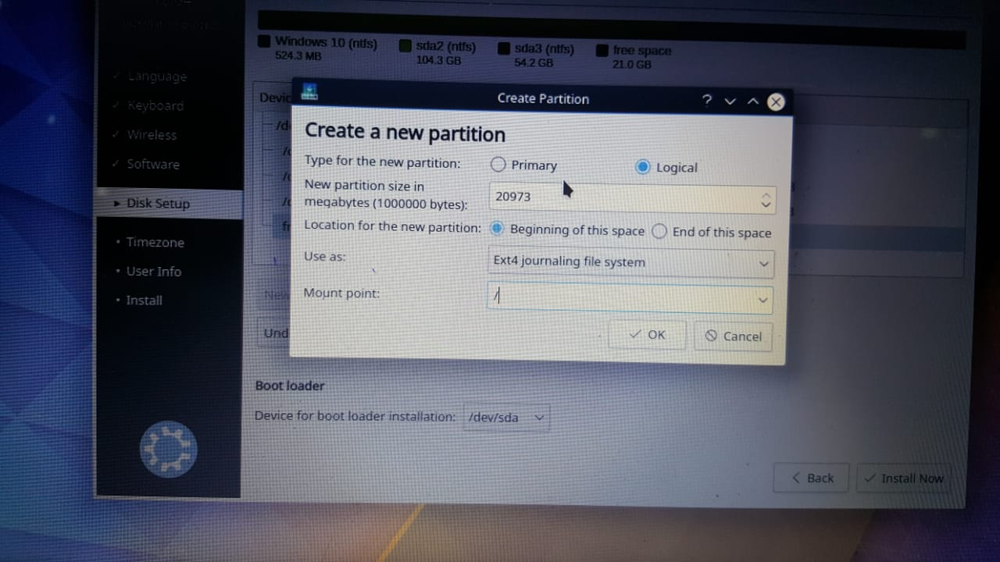 Windows 10 (ntfs)
524.3 MB
sda2 (ntfs)
104.3 GB
sda3 (ntfs)
54.2 GB
free space
21.0 GB
Language
Keyboard
Wireless
Software
Disk Setup
Timezone
User Info
Install
Create Partition
Create a new partition
Type for the new partition:
Primary
Logical
New partition size in
megabytes (1000000 bytes):
20973
Location for the new partition:
Beginning of this space
End of this space
Use as:
Ext4 journaling file system
Mount point:
/
OK
Cancel
Boot loader
Device for boot loader installation:
/dev/sda
Back
Install Now